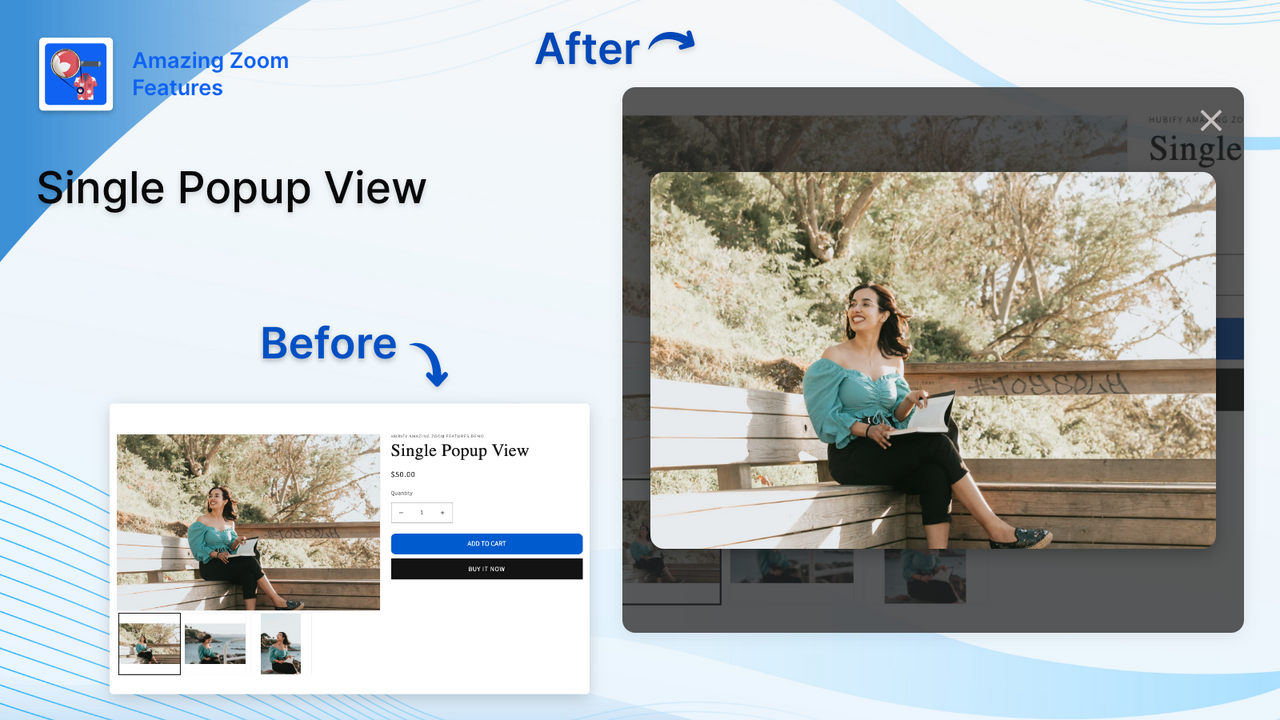 Amazing Zoom
Features
Single Popup View
Before
HUBIFY AMAZING ZOOM FEATURES DEMO
Single Popup View
$50.00
Quantity
− 1 +
ADD TO CART
BUY IT NOW
After
HUBIFY AMAZING ZO
Single
#TOYSOLY